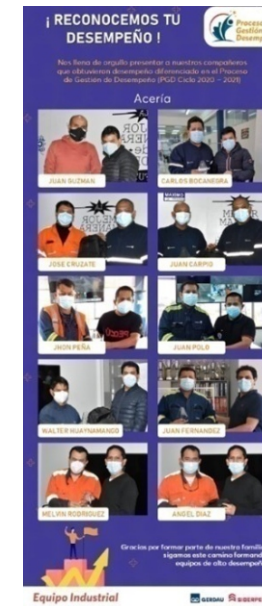 ¡ RECONOCEMOS TU
DESEMPEÑO !
Proceso
Gestión
Desemp
Nos llena de orgullo presentar a nuestros compañeros
que obtuvieron desempeño diferenciado en el Proceso
de Gestión de Desempeño (PGD Ciclo 2020 - 2021)
Acería
JUAN GUZMAN
CARLOS BOCANEGRA
JOSE CRUZATE
JUAN CARPIO
JHON PEÑA
JUAN POLO
WALTER HUAYNAMANGO
JUAN FERNANDEZ
MELVIN RODRIGUEZ
ANGEL DIAZ
Gracias por formar parte de nuestra famili
sigamos este camino formand
equipos de alto desempeñ
Equipo Industrial
GERDAU
SIDERPE